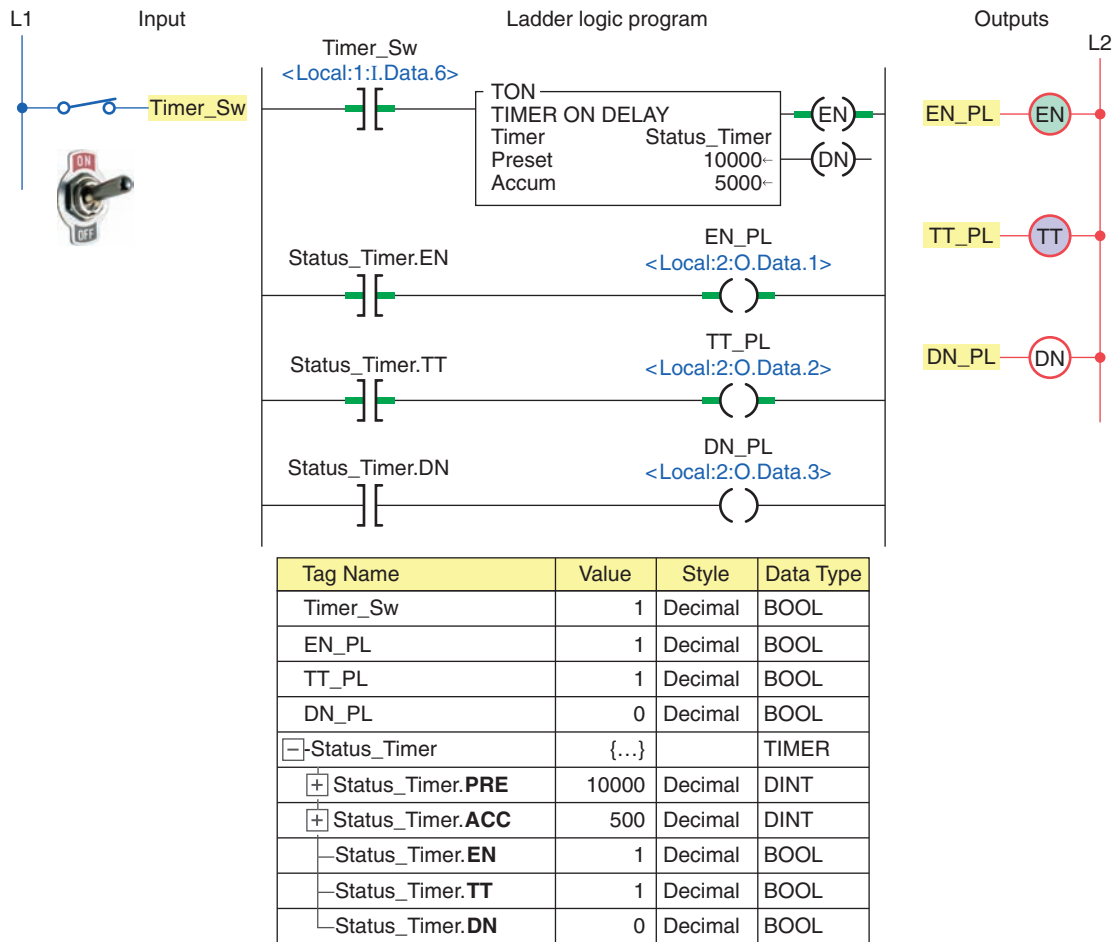 L1
Input
Ladder logic program
Outputs
L2
Timer_Sw
<Local:1:I.Data.6>
Timer_Sw
ON
OFF
TON
TIMER ON DELAY
Timer Status_Timer
Preset 10000←
Accum 5000←
EN
DN
EN_PL
EN
Status_Timer.EN
EN_PL
<Local:2:O.Data.1>
TT_PL
TT
Status_Timer.TT
TT_PL
<Local:2:O.Data.2>
DN_PL
DN
Status_Timer.DN
DN_PL
<Local:2:O.Data.3>
Tag Name Value Style Data Type
Timer_Sw 1 Decimal BOOL
EN_PL 1 Decimal BOOL
TT_PL 1 Decimal BOOL
DN_PL 0 Decimal BOOL
Status_Timer {...} TIMER
Status_Timer.PRE 10000 Decimal DINT
Status_Timer.ACC 500 Decimal DINT
Status_Timer.EN 1 Decimal BOOL
Status_Timer.TT 1 Decimal BOOL
Status_Timer.DN 0 Decimal BOOL